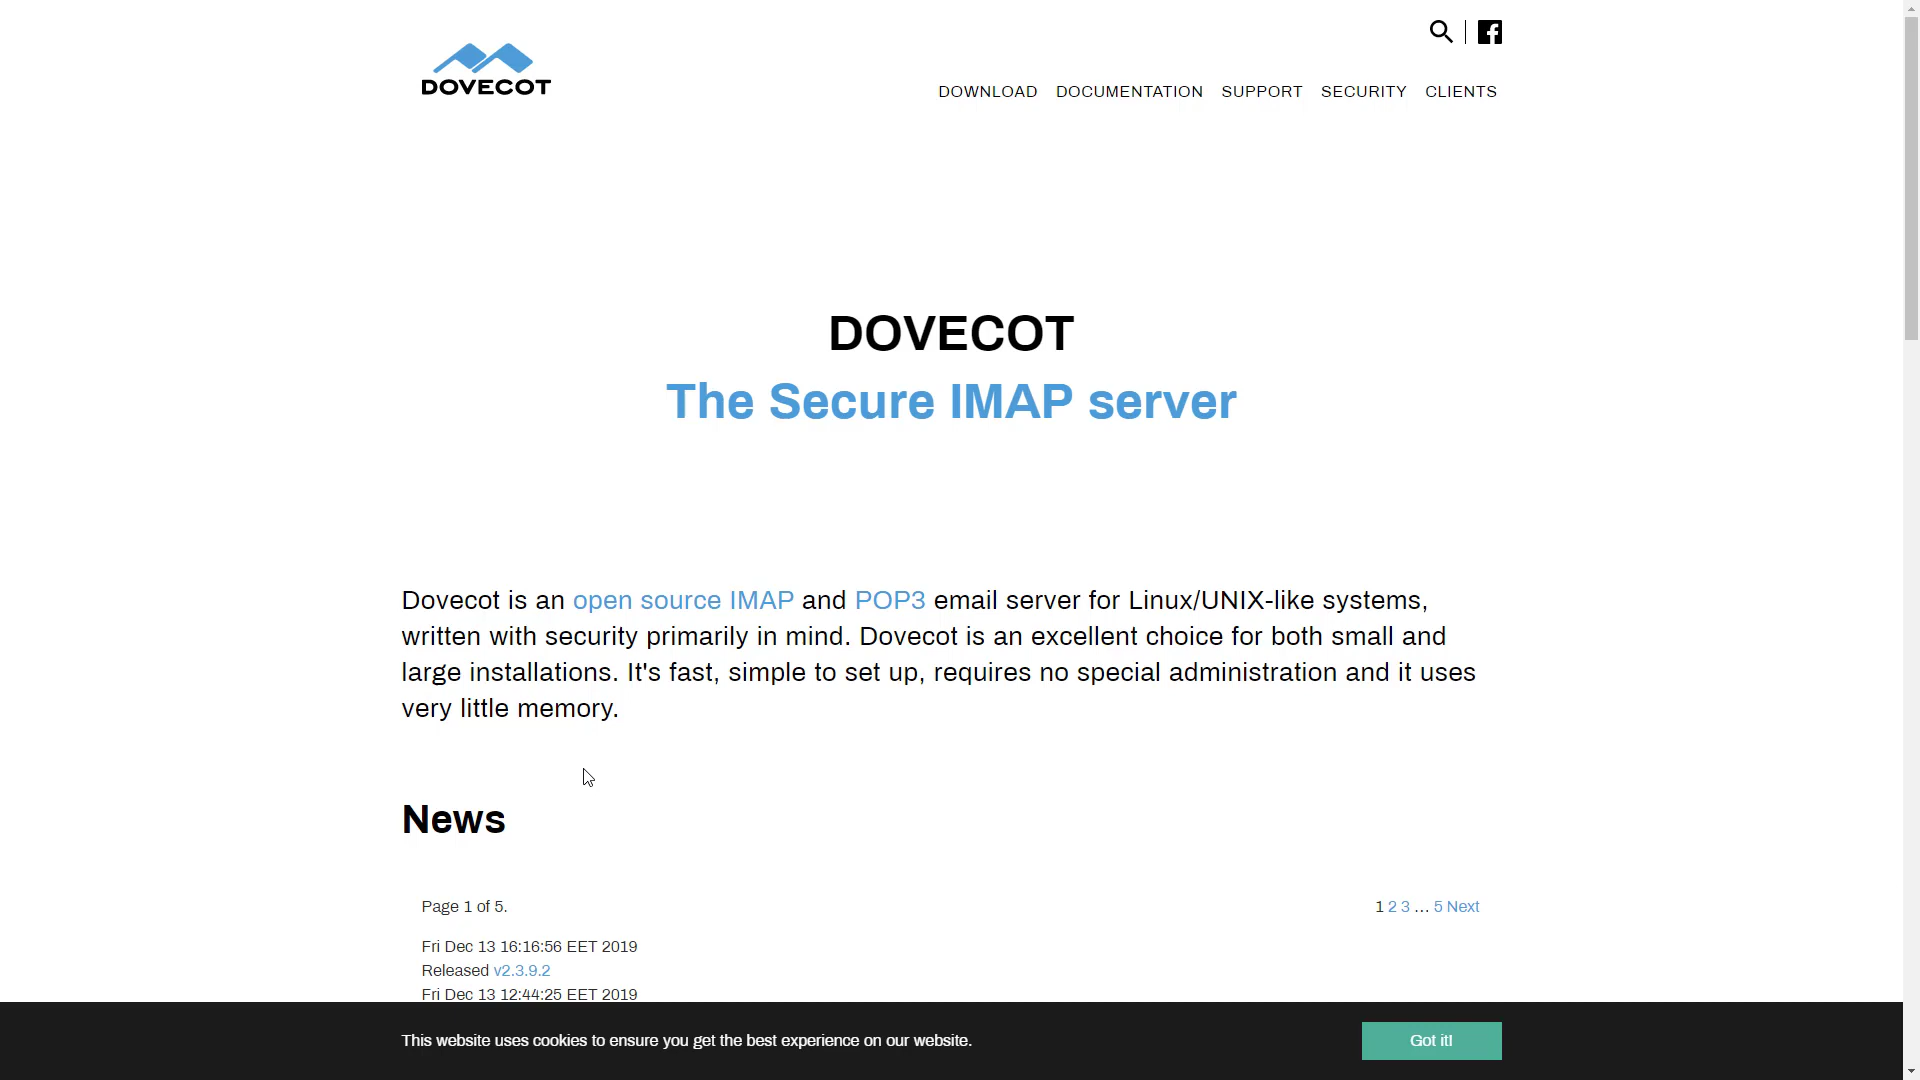 DOVECOT
DOWNLOAD DOCUMENTATION SUPPORT SECURITY CLIENTS
DOVECOT
The Secure IMAP server
Dovecot is an open source IMAP and POP3 email server for Linux/UNIX-like systems,
written with security primarily in mind. Dovecot is an excellent choice for both small and
large installations. It's fast, simple to set up, requires no special administration and it uses
very little memory.
News
Page 1 of 5.
1 2 3 ... 5 Next
Fri Dec 13 16:16:56 EET 2019
Released v2.3.9.2
Fri Dec 13 12:44:25 EET 2019
This website uses cookies to ensure you get the best experience on our website.
Got it!